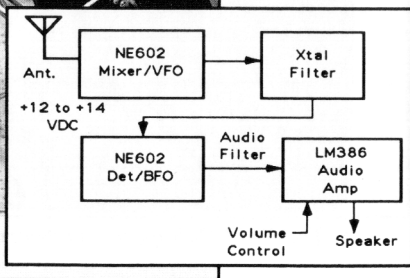 Ant.
NE602
Mixer/VFO
Xtal
Filter
+12 to +14
VDC
NE602
Det/BFO
Audio
Filter
LM386
Audio
Amp
Volume
Control
Speaker